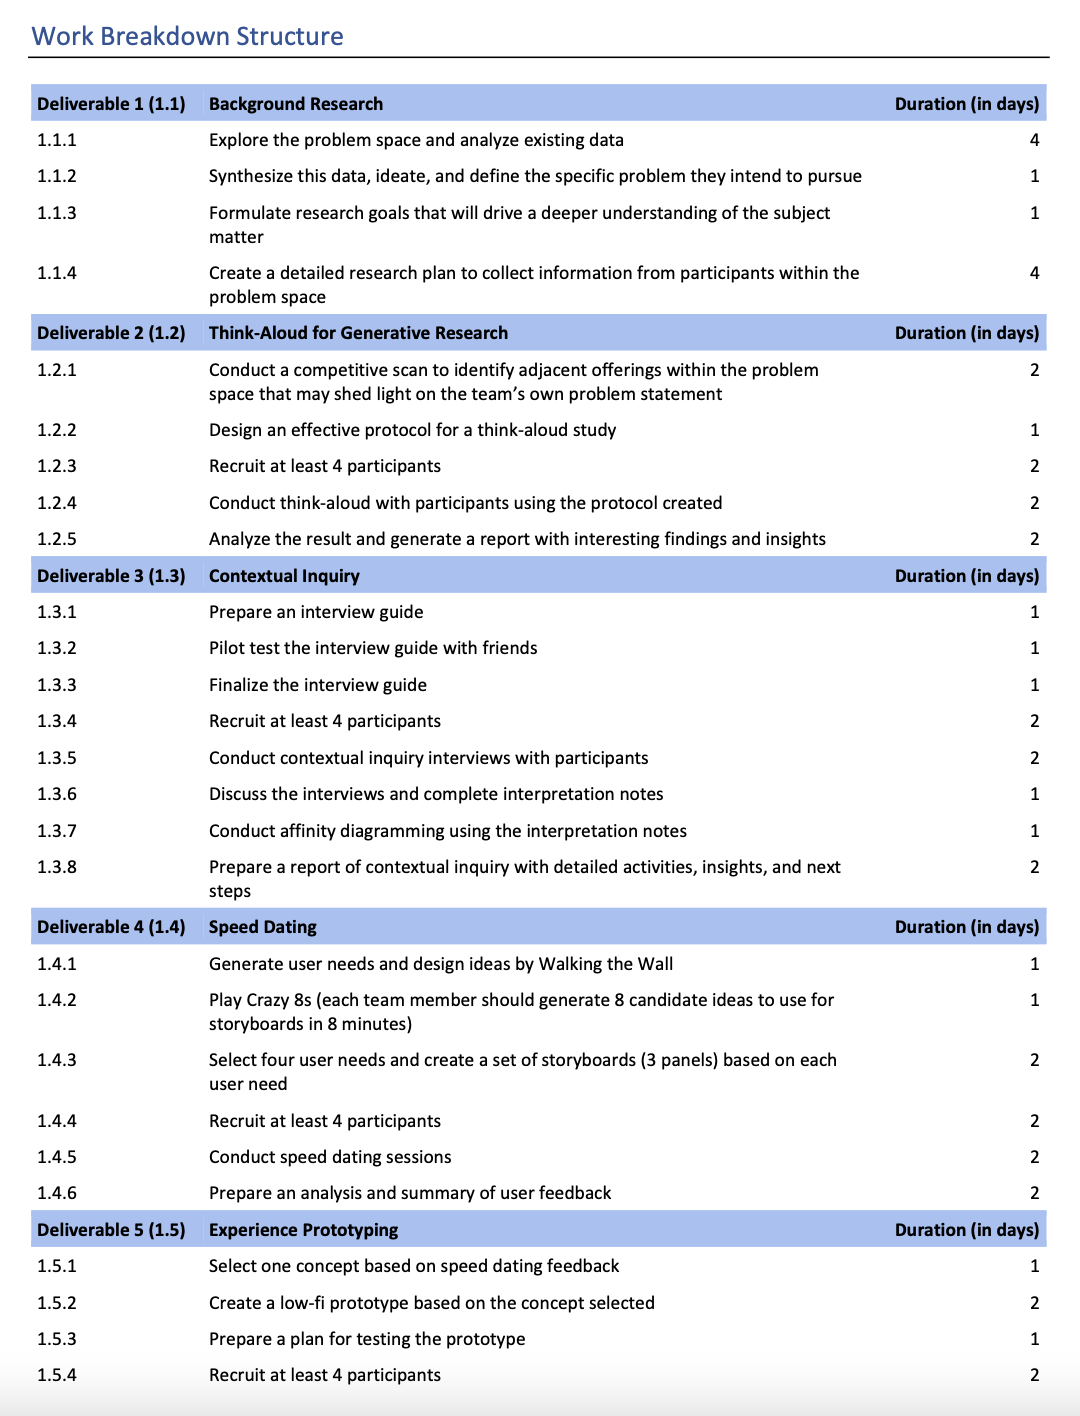 Work Breakdown Structure
Deliverable 1 (1.1) Background Research Duration (in days)
1.1.1 Explore the problem space and analyze existing data 4
1.1.2 Synthesize this data, ideate, and define the specific problem they intend to pursue 1
1.1.3 Formulate research goals that will drive a deeper understanding of the subject 1
matter
1.1.4 Create a detailed research plan to collect information from participants within the 4
problem space
Deliverable 2 (1.2) Think-Aloud for Generative Research Duration (in days)
1.2.1 Conduct a competitive scan to identify adjacent offerings within the problem 2
space that may shed light on the team’s own problem statement
1.2.2 Design an effective protocol for a think-aloud study 1
1.2.3 Recruit at least 4 participants 2
1.2.4 Conduct think-aloud with participants using the protocol created 2
1.2.5 Analyze the result and generate a report with interesting findings and insights 2
Deliverable 3 (1.3) Contextual Inquiry Duration (in days)
1.3.1 Prepare an interview guide 1
1.3.2 Pilot test the interview guide with friends 1
1.3.3 Finalize the interview guide 1
1.3.4 Recruit at least 4 participants 2
1.3.5 Conduct contextual inquiry interviews with participants 2
1.3.6 Discuss the interviews and complete interpretation notes 1
1.3.7 Conduct affinity diagramming using the interpretation notes 1
1.3.8 Prepare a report of contextual inquiry with detailed activities, insights, and next 2
steps
Deliverable 4 (1.4) Speed Dating Duration (in days)
1.4.1 Generate user needs and design ideas by Walking the Wall 1
1.4.2 Play Crazy 8s (each team member should generate 8 candidate ideas to use for 1
storyboards in 8 minutes)
1.4.3 Select four user needs and create a set of storyboards (3 panels) based on each 2
user need
1.4.4 Recruit at least 4 participants 2
1.4.5 Conduct speed dating sessions 2
1.4.6 Prepare an analysis and summary of user feedback 2
Deliverable 5 (1.5) Experience Prototyping Duration (in days)
1.5.1 Select one concept based on speed dating feedback 1
1.5.2 Create a low-fi prototype based on the concept selected 2
1.5.3 Prepare a plan for testing the prototype 1
1.5.4 Recruit at least 4 participants 2